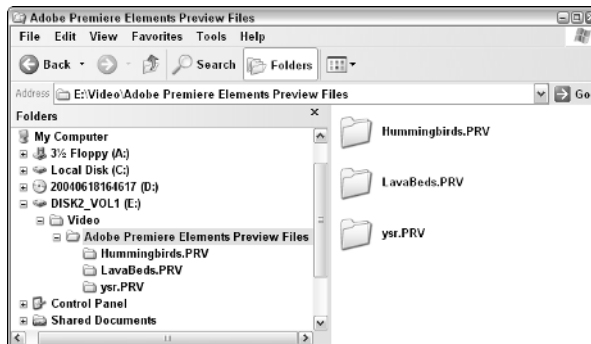 Adobe Premiere Elements Preview Files
File Edit View Favorites Tools Help
Back Search Folders
Address E:\Video\Adobe Premiere Elements Preview Files Go
Folders
My Computer
3½ Floppy (A:)
Local Disk (C:)
20040618164617 (D:)
DISK2_VOL1 (E:)
Video
Adobe Premiere Elements Preview Files
Hummingbirds.PRV
LavaBeds.PRV
ysr.PRV
Control Panel
Shared Documents
Hummingbirds.PRV
LavaBeds.PRV
ysr.PRV